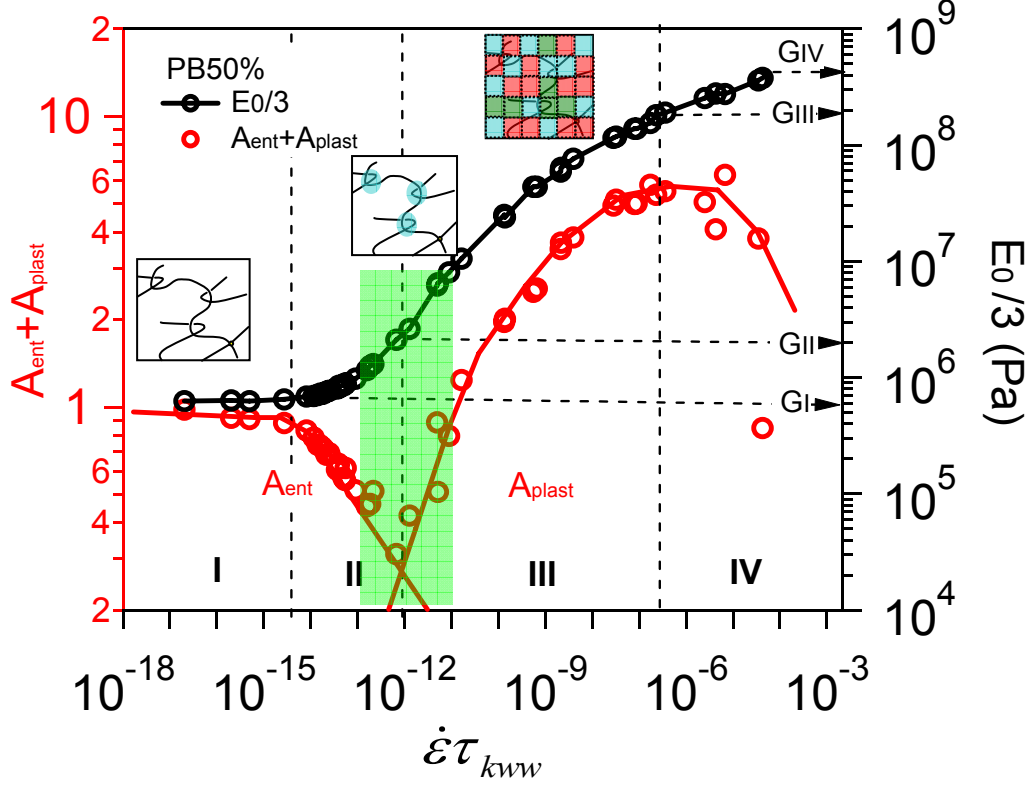 2
10
8
6
4
2
1
8
6
4
2
A_ent+A_plast
PB50%
E0/3
A_ent+A_plast
A_ent
A_plast
I
II
III
IV
GIV
GIII
GII
GI
10^9
10^8
10^7
10^6
10^5
10^4
E0/3 (Pa)
10^-18
10^-15
10^-12
10^-9
10^-6
10^-3
ε̇τ_kww